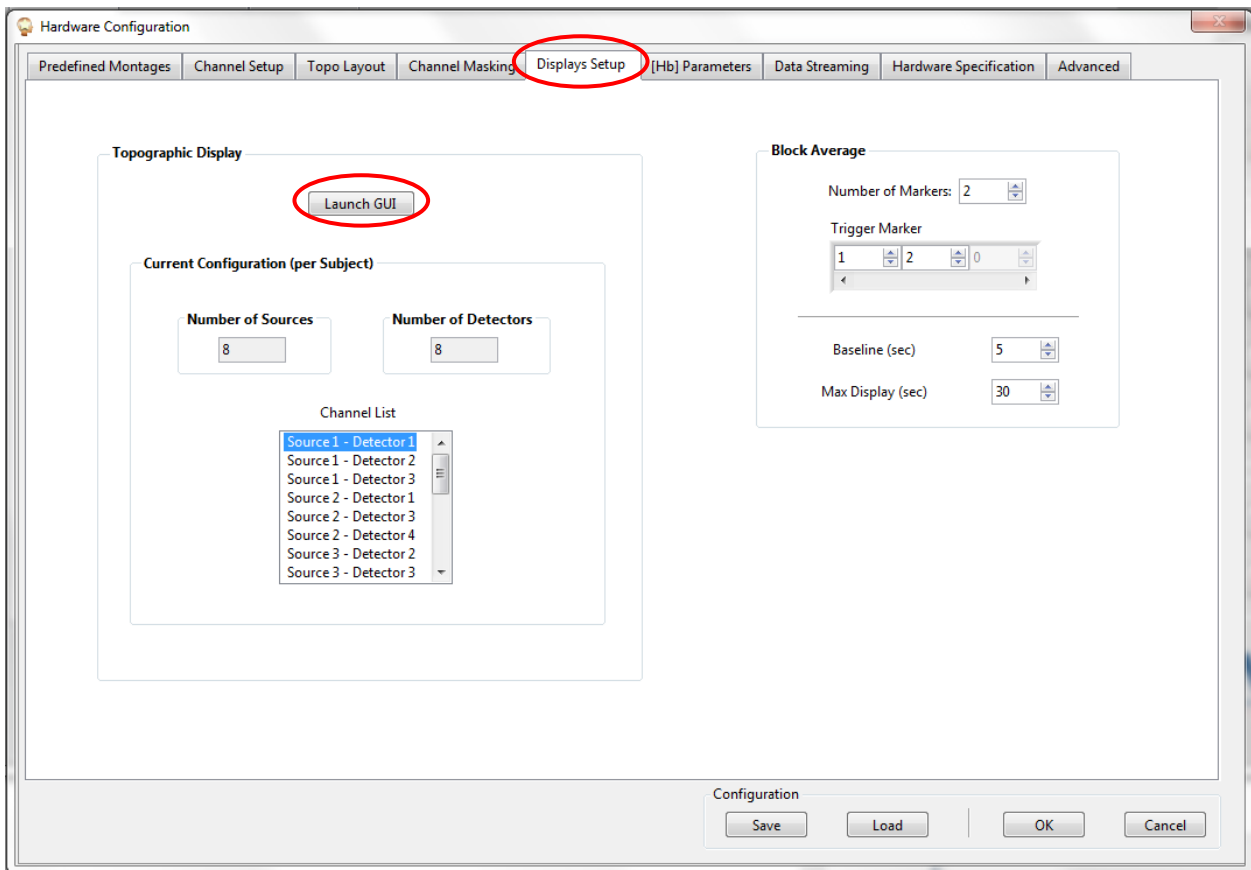 Hardware Configuration
Predefined Montages Channel Setup Topo Layout Channel Masking Displays Setup [Hb] Parameters Data Streaming Hardware Specification Advanced
Topographic Display
Launch GUI
Current Configuration (per Subject)
Number of Sources Number of Detectors
8 8
Channel List
Source 1 - Detector 1
Source 1 - Detector 2
Source 1 - Detector 3
Source 2 - Detector 1
Source 2 - Detector 3
Source 2 - Detector 4
Source 3 - Detector 2
Source 3 - Detector 3
Block Average
Number of Markers: 2
Trigger Marker
1 2 0
Baseline (sec) 5
Max Display (sec) 30
Configuration
Save Load OK Cancel